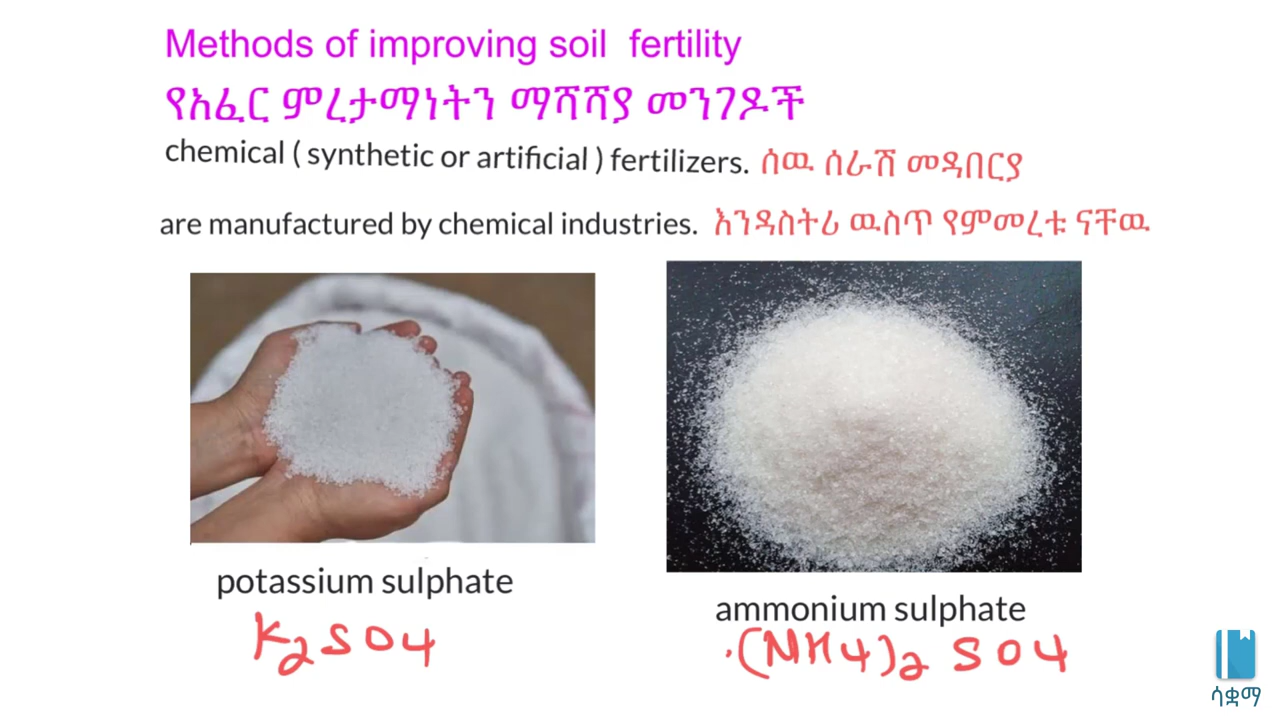 Methods of improving soil fertility
የአፈር ምረታማነትን ማሻሻያ መንገዶች
chemical ( synthetic or artificial ) fertilizers. ሰዉ ሰራሽ መዳበርያ
are manufactured by chemical industries. እንዳስትሪ ዉስጥ የምመረቱ ናቸዉ
potassium sulphate
K2SO4
ammonium sulphate
.(NH4)2 SO4
ሳቋማ